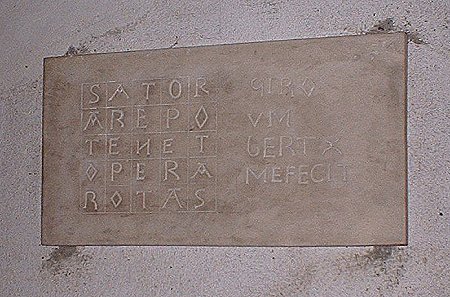 SATOR
AREPO
TENET
OPERA
ROTAS
VM
MEFECIT